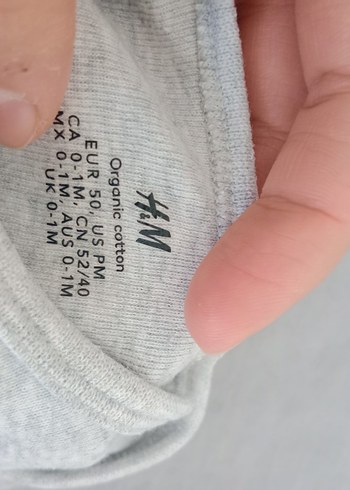 H&M
Organic cotton
EUR 50, US PM
CA 0-1M, CN 52/40
MX 0-1M, AUS 0-1M
UK 0-1M